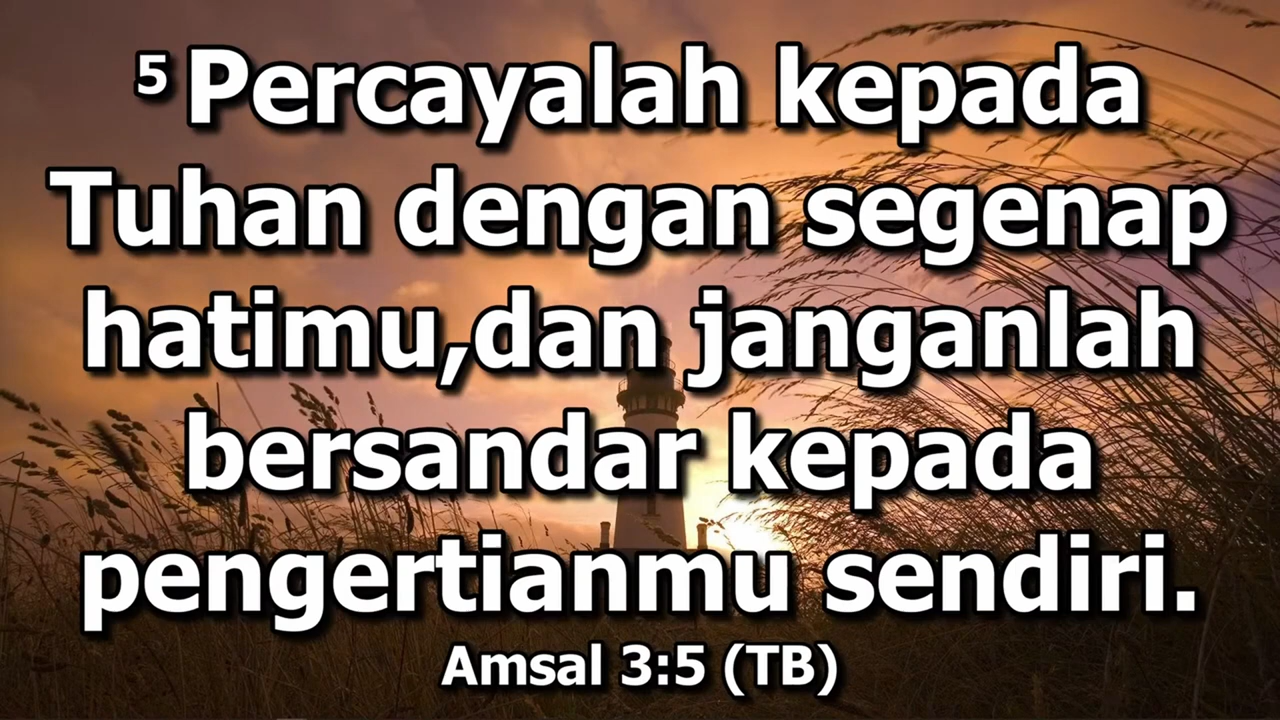 5 Percayalah kepada
Tuhan dengan segenap
hatimu,dan janganlah
bersandar kepada
pengertianmu sendiri.
Amsal 3:5 (TB)